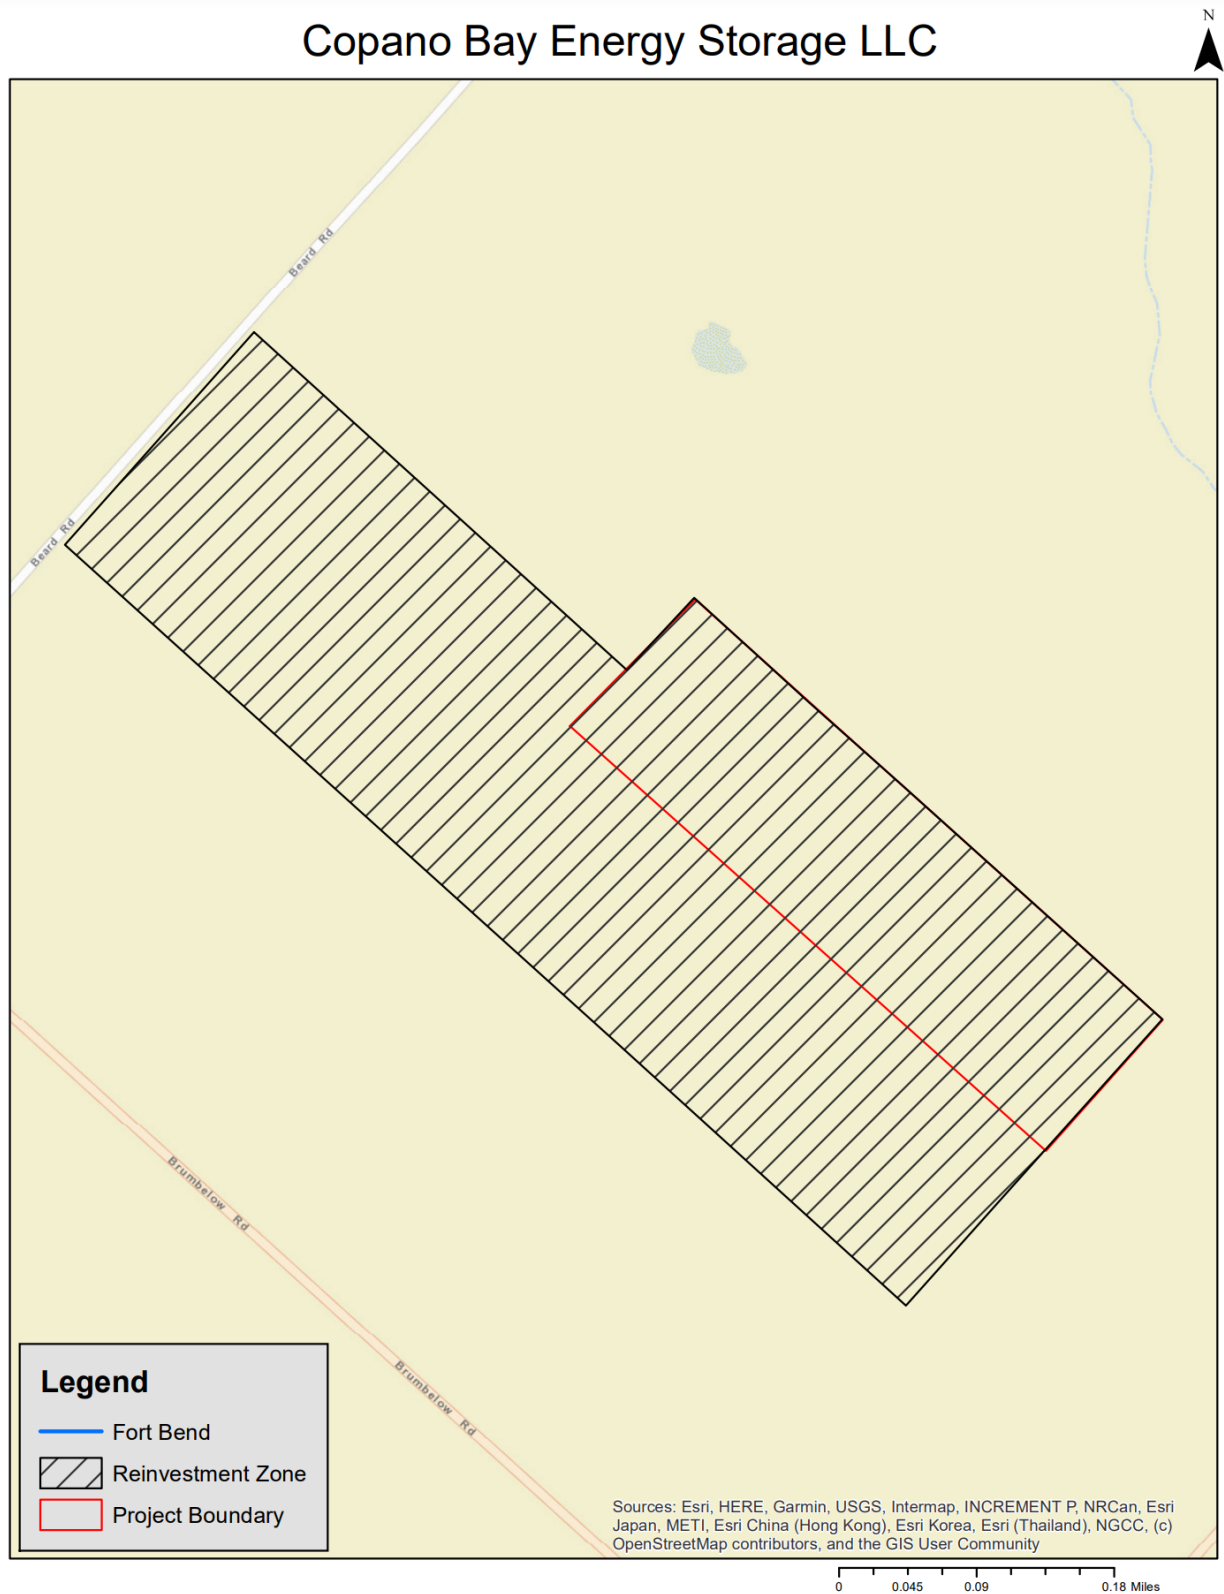 Copano Bay Energy Storage LLC
N
Beard Rd
Beard Rd
Brumbelow Rd
Brumbelow Rd
Legend
Fort Bend
Reinvestment Zone
Project Boundary
Sources: Esri, HERE, Garmin, USGS, Intermap, INCREMENT P, NRCan, Esri
Japan, METI, Esri China (Hong Kong), Esri Korea, Esri (Thailand), NGCC, (c)
OpenStreetMap contributors, and the GIS User Community
0 0.045 0.09 0.18 Miles